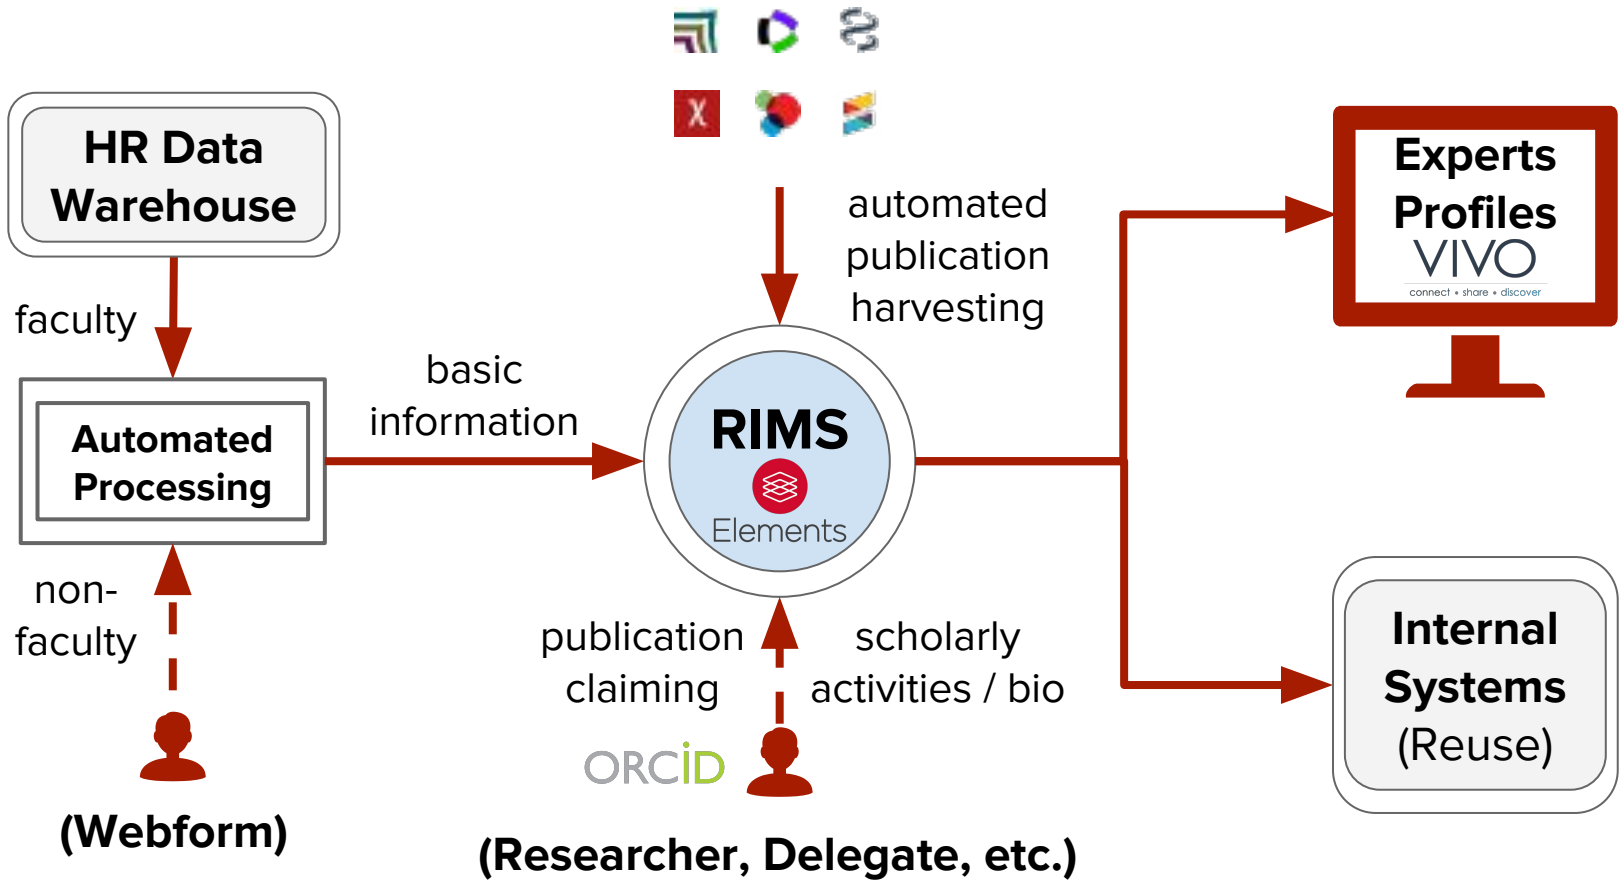 HR Data
Warehouse
faculty
Automated
Processing
non-
faculty
(Webform)
basic
information
automated
publication
harvesting
RIMS
Elements
publication
claiming
scholarly
activities / bio
ORCiD
(Researcher, Delegate, etc.)
Experts
Profiles
VIVO
connect • share • discover
Internal
Systems
(Reuse)